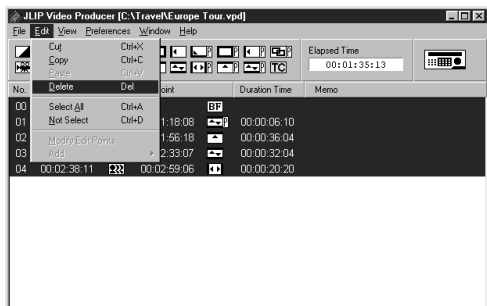 JLIP Video Producer [C:\Travel\Europe Tour.vpd]
File Edit View Preferences Window Help
Cut Ctrl+X
Copy Ctrl+C
Paste Ctrl+V
Delete Del
Select All Ctrl+A
Not Select Ctrl+D
Modify Edit Points
Add
P P P
P P P TC
Elapsed Time
00:01:35:13
No. oint Duration Time Memo
00 BF
01 1:18:08 P 00:00:06:10
02 1:56:18 00:00:36:04
03 2:33:07 00:00:32:04
04 00:02:38:11 00:02:59:06 00:00:20:20